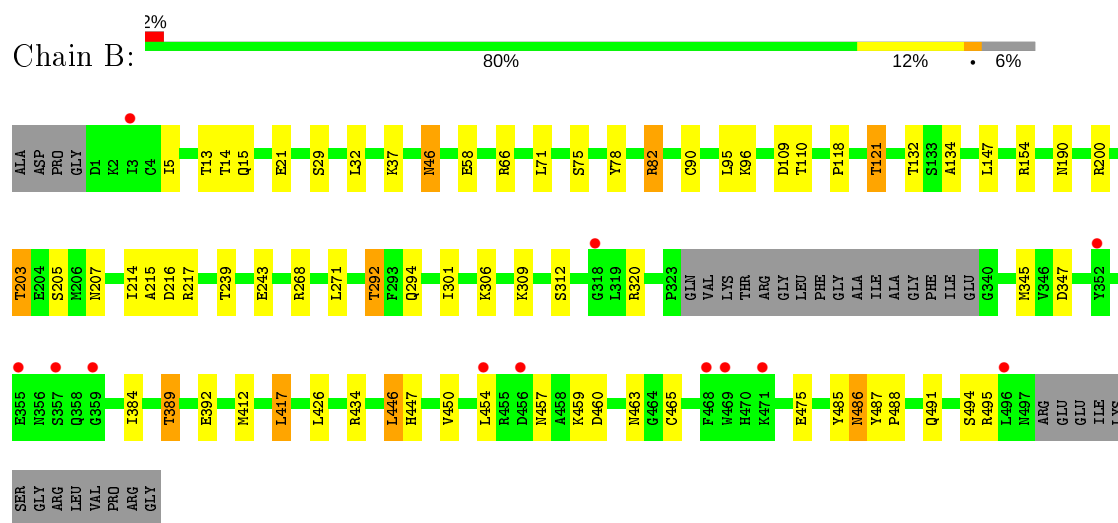 2%
Chain B:
80% 12% • 6%
ALA ASP PRO GLY D1 K2 I3 C4 I5 T13 T14 Q15 E21 S29 L32 K37 N46 E58 R66 L71 S75 Y78 R82 C90 L95 K96 D109 T110 P118 T121 T132 S133 A134 L147 R154 N190 R200
T203 E204 S205 M206 N207 I214 A215 D216 R217 T239 E243 R268 L271 T292 F293 Q294 I301 K306 K309 S312 G318 L319 R320 P323 GLN VAL LYS THR ARG GLY LEU PHE GLY ALA ILE ALA ALA GLY PHE ILE GLU G340 M345 V346 D347 Y352
E355 N356 S357 Q358 G359 I384 T389 E392 M412 L417 L426 R434 L446 H447 V450 L454 R455 D456 N457 A458 K459 D460 N463 G464 C465 F468 W469 H470 K471 E475 Y485 N486 Y487 P488 Q491 S494 R495 L496 N497 ARG GLU GLU ILE LYS
SER GLY ARG LEU VAL PRO ARG GLY